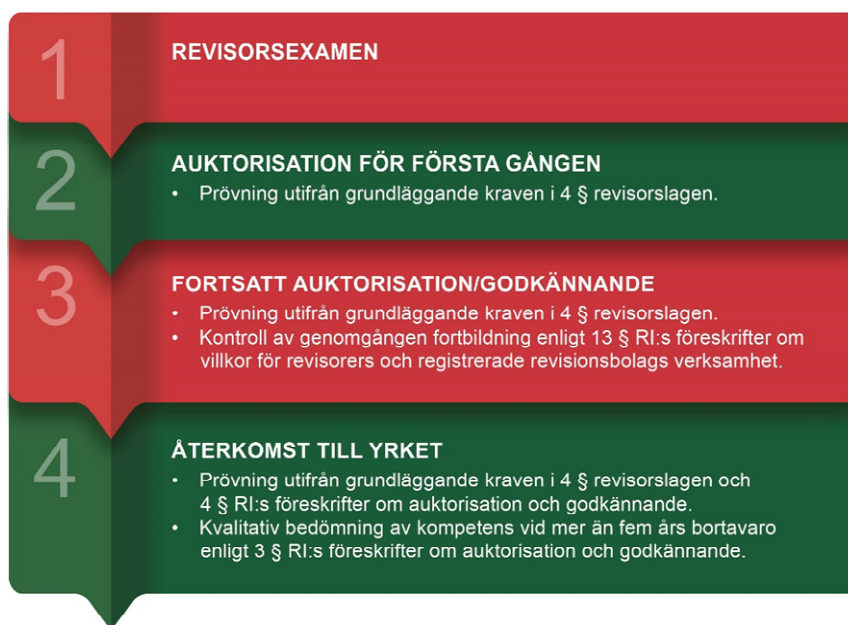 1
REVISORSEXAMEN
2
AUKTORISATION FÖR FÖRSTA GÅNGEN
• Prövning utifrån grundläggande kraven i 4 § revisorslagen.
3
FORTSATT AUKTORISATION/GODKÄNNANDE
• Prövning utifrån grundläggande kraven i 4 § revisorslagen.
• Kontroll av genomgången fortbildning enligt 13 § RI:s föreskrifter om
villkor för revisorers och registrerade revisionsbolags verksamhet.
4
ÅTERKOMST TILL YRKET
• Prövning utifrån grundläggande kraven i 4 § revisorslagen och
4 § RI:s föreskrifter om auktorisation och godkännande.
• Kvalitativ bedömning av kompetens vid mer än fem års bortavaro
enligt 3 § RI:s föreskrifter om auktorisation och godkännande.